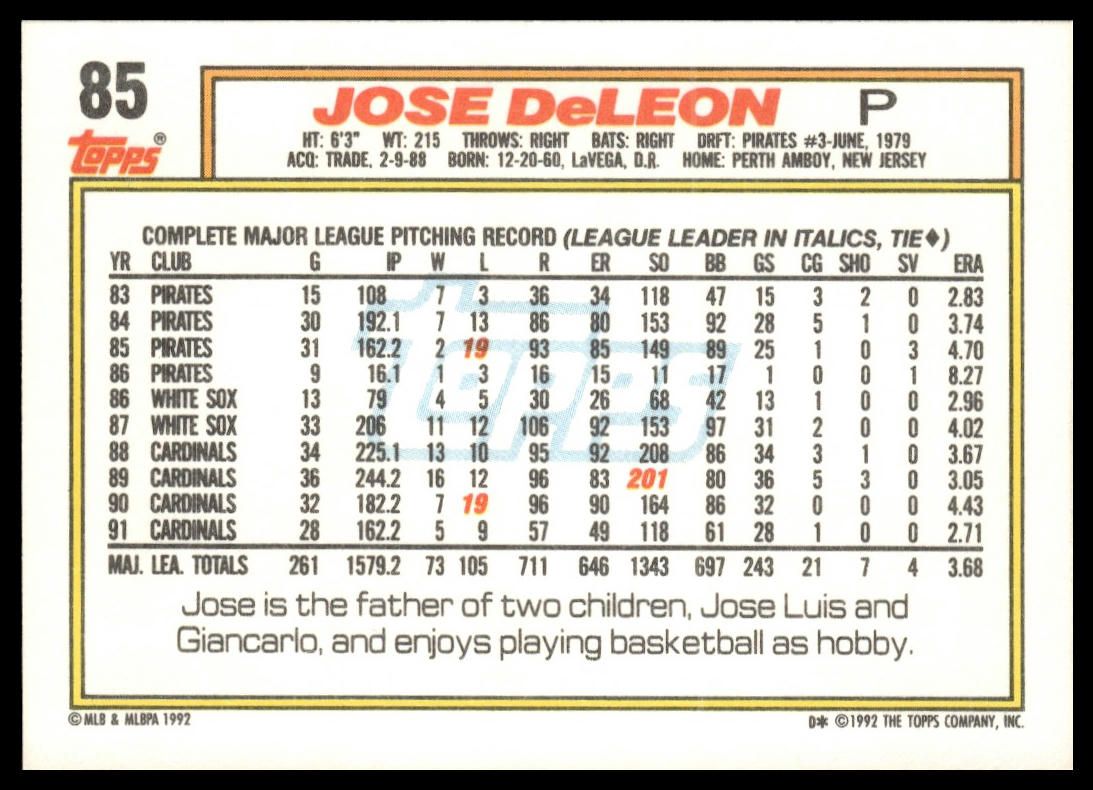 85
topps®
JOSE DeLEON P
HT: 6'3" WT: 215 THROWS: RIGHT BATS: RIGHT DRFT: PIRATES #3-JUNE, 1979
ACQ: TRADE, 2-9-88 BORN: 12-20-60, LaVEGA, D.R. HOME: PERTH AMBOY, NEW JERSEY
COMPLETE MAJOR LEAGUE PITCHING RECORD (LEAGUE LEADER IN ITALICS, TIE♦)
YR CLUB G IP W L R ER SO BB GS CG SHO SV ERA
83 PIRATES 15 108 7 3 36 34 118 47 15 3 2 0 2.83
84 PIRATES 30 192.1 7 13 86 80 153 92 28 5 1 0 3.74
85 PIRATES 31 162.2 2 19 93 85 149 89 25 1 0 3 4.70
86 PIRATES 9 16.1 1 3 16 15 11 17 1 0 0 1 8.27
86 WHITE SOX 13 79 4 5 30 26 68 42 13 1 0 0 2.96
87 WHITE SOX 33 206 11 12 106 92 153 97 31 2 0 0 4.02
88 CARDINALS 34 225.1 13 10 95 92 208 86 34 3 1 0 3.67
89 CARDINALS 36 244.2 16 12 96 83 201 80 36 5 3 0 3.05
90 CARDINALS 32 182.2 7 19 96 90 164 86 32 0 0 0 4.43
91 CARDINALS 28 162.2 5 9 57 49 118 61 28 1 0 0 2.71
MAJ. LEA. TOTALS 261 1579.2 73 105 711 646 1343 697 243 21 7 4 3.68
topps
Jose is the father of two children, Jose Luis and
Giancarlo, and enjoys playing basketball as hobby.
© MLB & MLBPA 1992
D* ©1992 THE TOPPS COMPANY, INC.